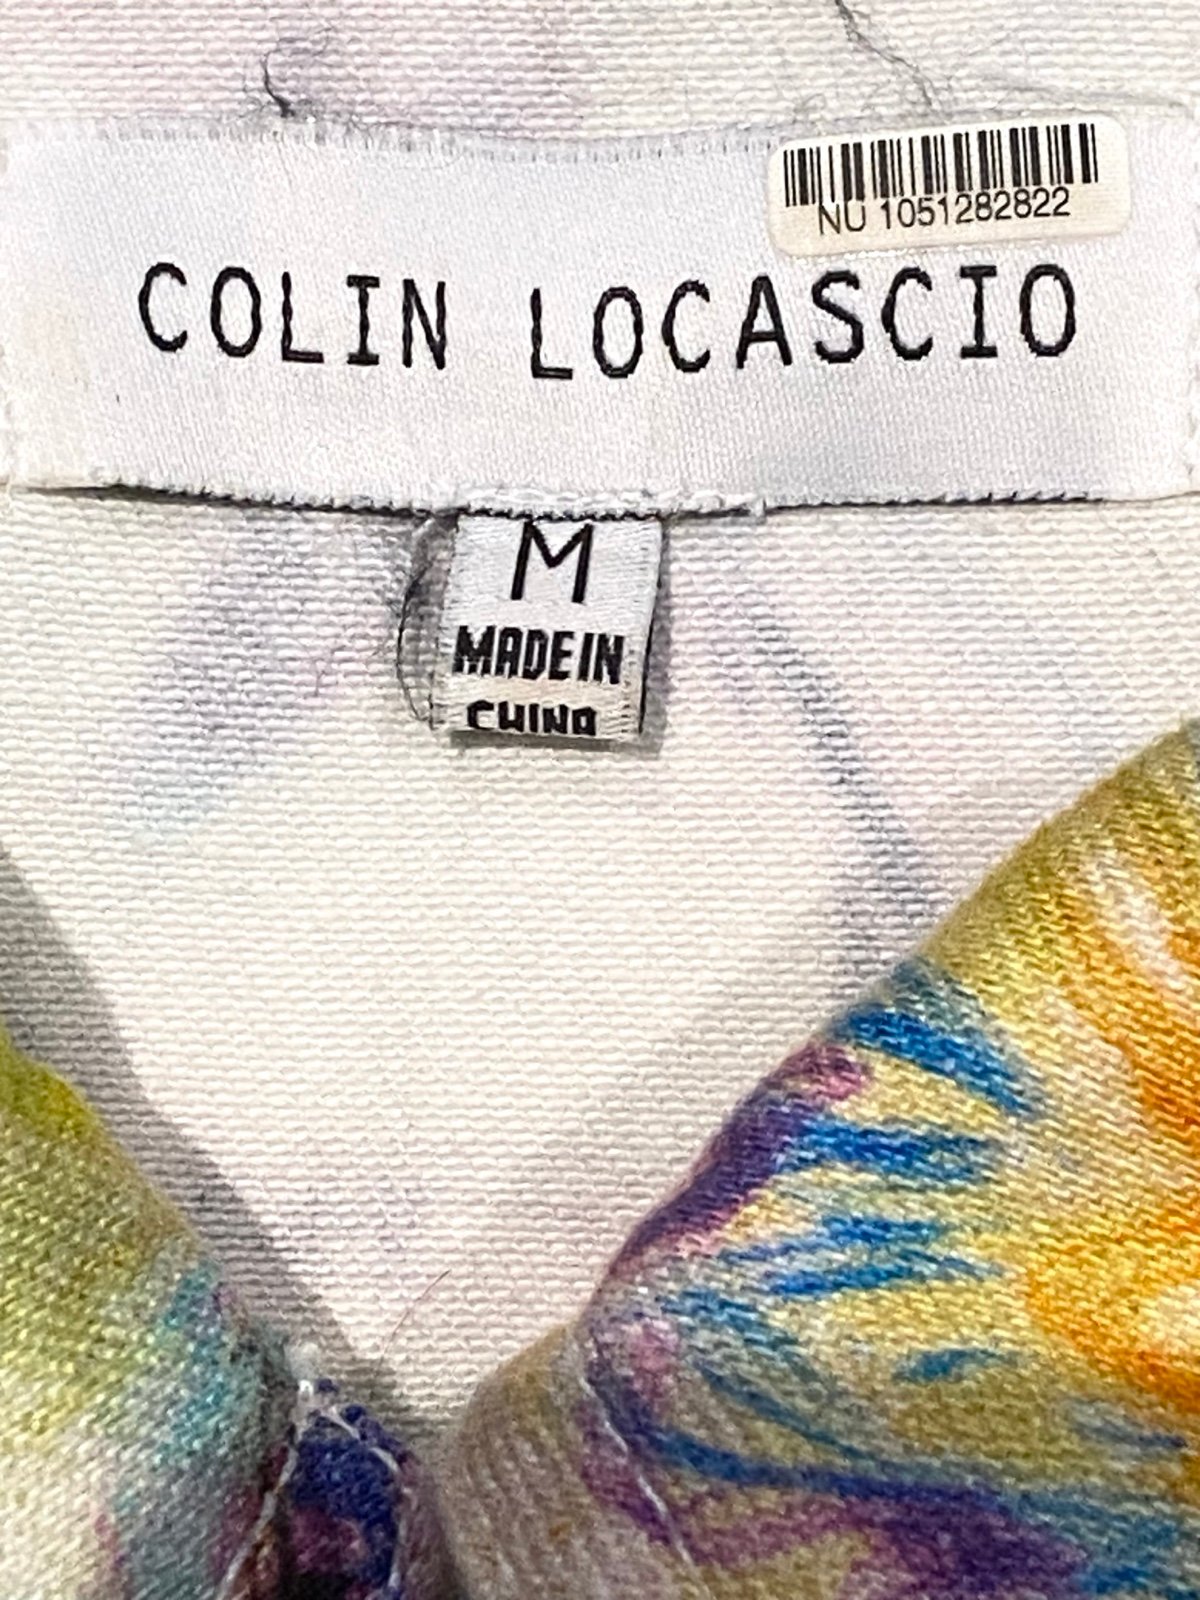 NU 1051282822
COLIN LOCASCIO
M
MADE IN
CHINA